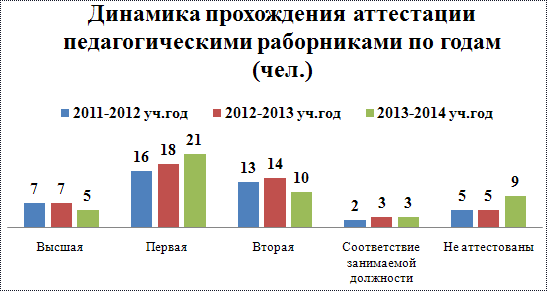 Динамика прохождения аттестации
педагогическими раборниками по годам
(чел.)
2011-2012 уч.год 2012-2013 уч.год 2013-2014 уч.год
7 7 5 16 18 21 13 14 10 2 3 3 5 5 9
Высшая Первая Вторая Соответствие Не аттестованы
занимаемой
должности